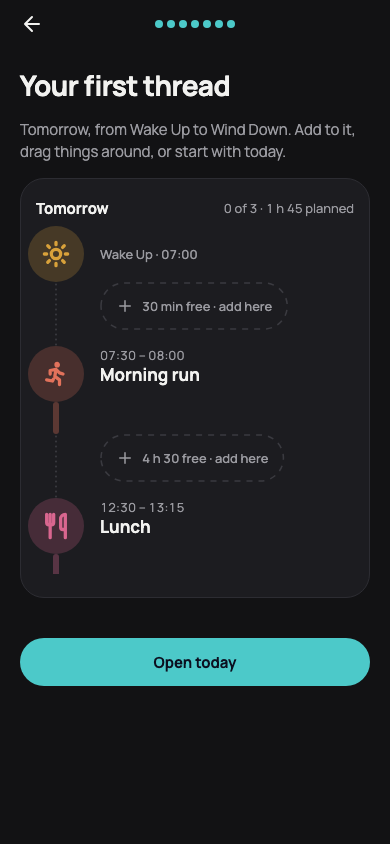 Your first thread
Tomorrow, from Wake Up to Wind Down. Add to it,
drag things around, or start with today.
Tomorrow
0 of 3 · 1 h 45 planned
Wake Up · 07:00
+ 30 min free · add here
07:30 – 08:00
Morning run
+ 4 h 30 free · add here
12:30 – 13:15
Lunch
Open today